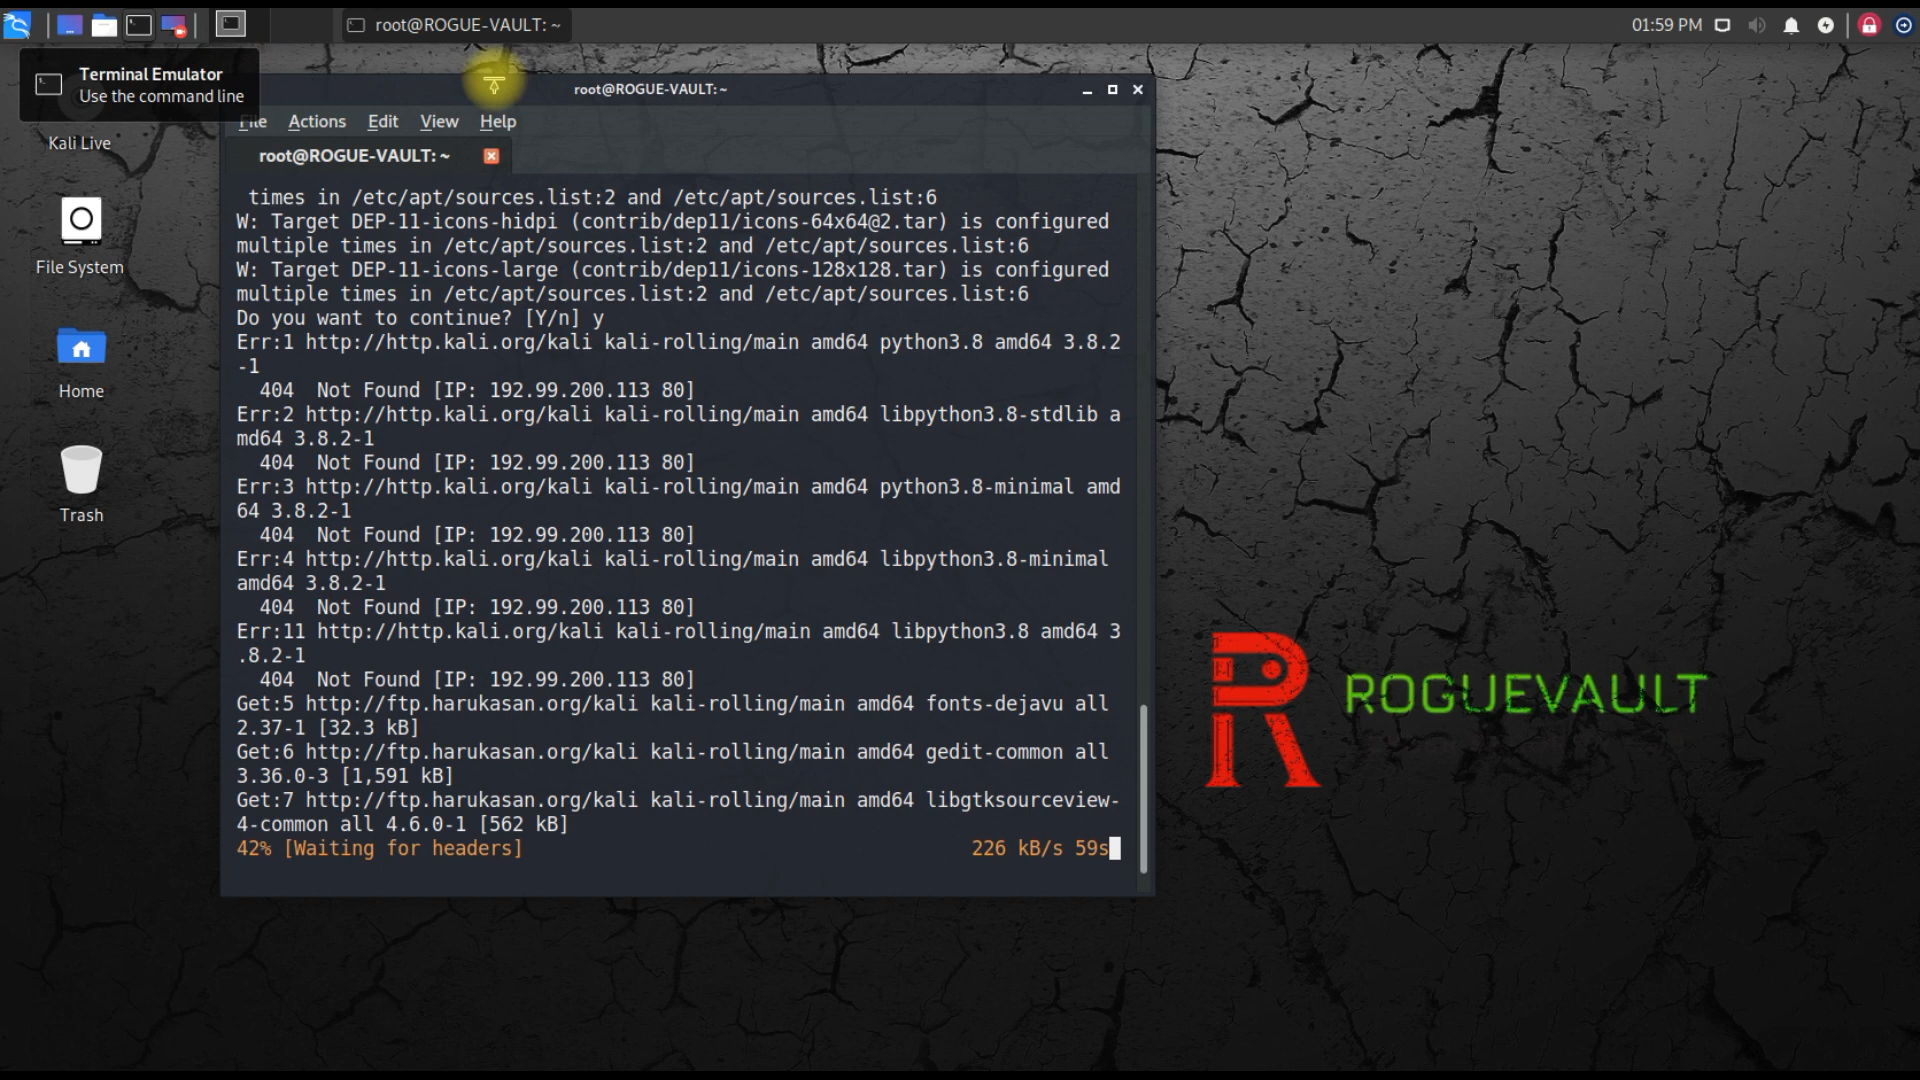 root@ROGUE-VAULT: ~
01:59 PM
Terminal Emulator
Use the command line
Kali Live
File System
Home
Trash
root@ROGUE-VAULT: ~
File Actions Edit View Help
root@ROGUE-VAULT: ~
times in /etc/apt/sources.list:2 and /etc/apt/sources.list:6
W: Target DEP-11-icons-hidpi (contrib/dep11/icons-64x64@2.tar) is configured
multiple times in /etc/apt/sources.list:2 and /etc/apt/sources.list:6
W: Target DEP-11-icons-large (contrib/dep11/icons-128x128.tar) is configured
multiple times in /etc/apt/sources.list:2 and /etc/apt/sources.list:6
Do you want to continue? [Y/n] y
Err:1 http://http.kali.org/kali kali-rolling/main amd64 python3.8 amd64 3.8.2
-1
404  Not Found [IP: 192.99.200.113 80]
Err:2 http://http.kali.org/kali kali-rolling/main amd64 libpython3.8-stdlib a
md64 3.8.2-1
404  Not Found [IP: 192.99.200.113 80]
Err:3 http://http.kali.org/kali kali-rolling/main amd64 python3.8-minimal amd
64 3.8.2-1
404  Not Found [IP: 192.99.200.113 80]
Err:4 http://http.kali.org/kali kali-rolling/main amd64 libpython3.8-minimal
amd64 3.8.2-1
404  Not Found [IP: 192.99.200.113 80]
Err:11 http://http.kali.org/kali kali-rolling/main amd64 libpython3.8 amd64 3
.8.2-1
404  Not Found [IP: 192.99.200.113 80]
Get:5 http://ftp.harukasan.org/kali kali-rolling/main amd64 fonts-dejavu all
2.37-1 [32.3 kB]
Get:6 http://ftp.harukasan.org/kali kali-rolling/main amd64 gedit-common all
3.36.0-3 [1,591 kB]
Get:7 http://ftp.harukasan.org/kali kali-rolling/main amd64 libgtksourceview-
4-common all 4.6.0-1 [562 kB]
42% [Waiting for headers] 226 kB/s 59s
R ROGUEVAULT